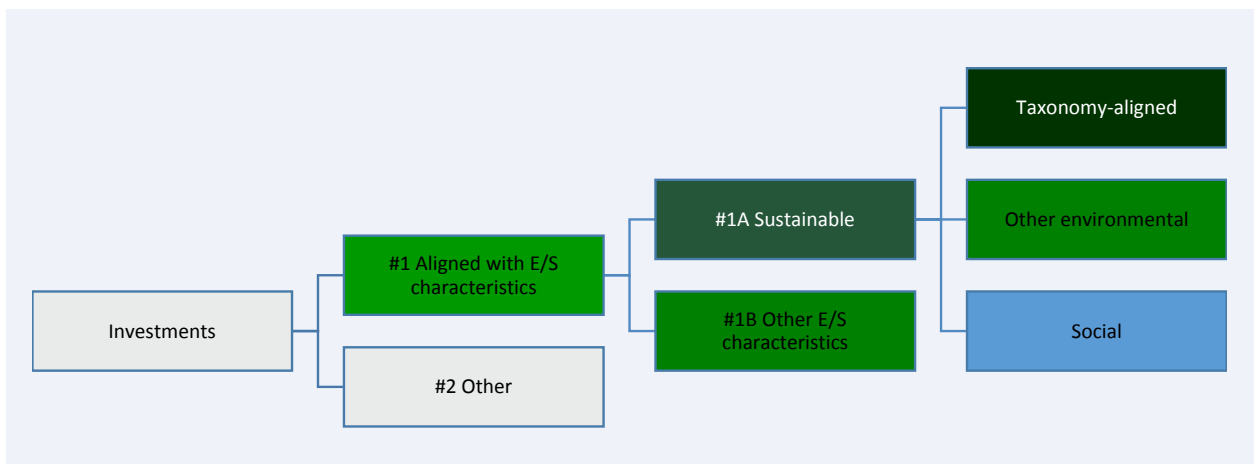 Taxonomy-aligned
#1A Sustainable
Other environmental
#1 Aligned with E/S
characteristics
#1B Other E/S
characteristics
Investments
Social
#2 Other